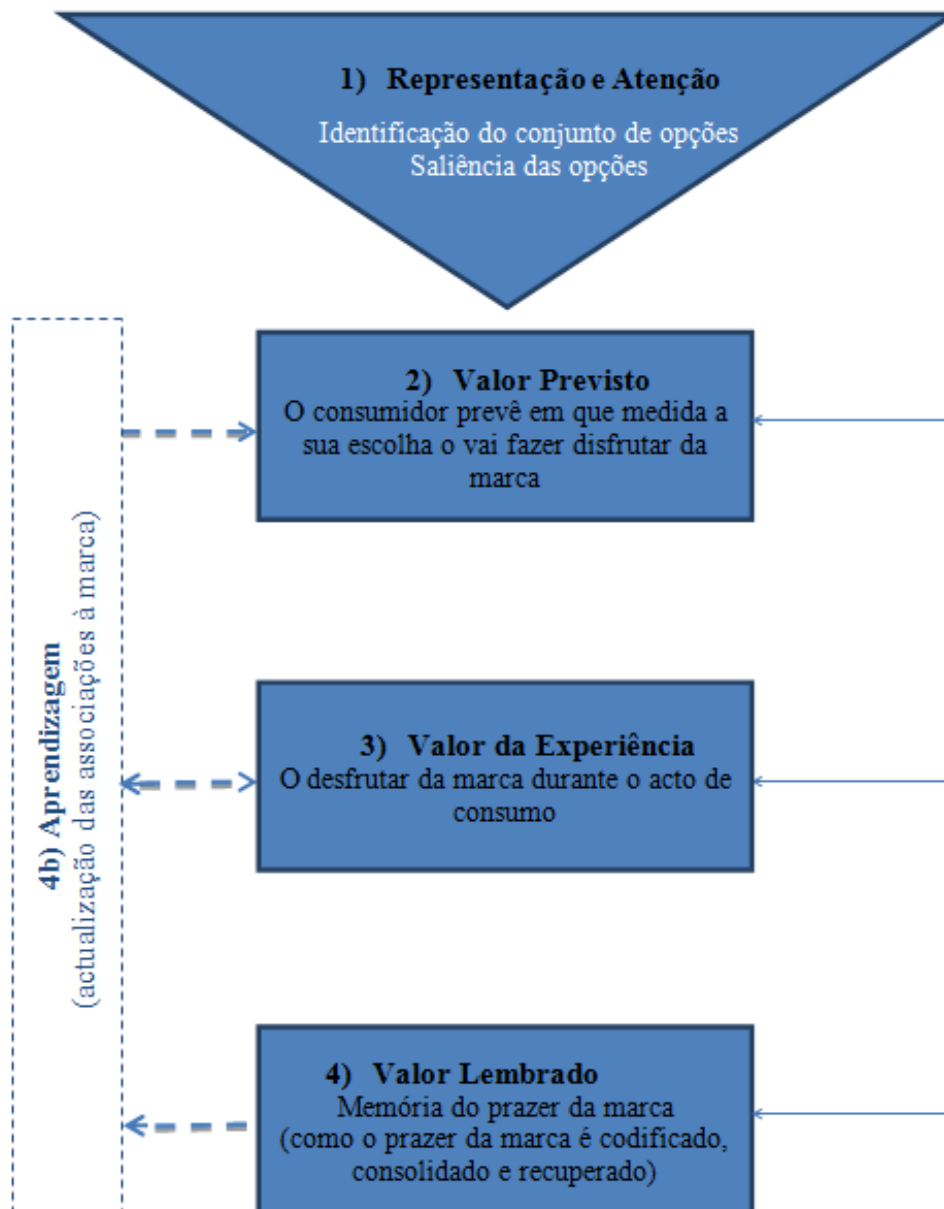 1) Representação e Atenção
Identificação do conjunto de opções
Saliência das opções
2) Valor Previsto
O consumidor prevê em que medida a
sua escolha o vai fazer disfrutar da
marca
3) Valor da Experiência
O desfrutar da marca durante o acto de
consumo
4) Valor Lembrado
Memória do prazer da marca
(como o prazer da marca é codificado,
consolidado e recuperado)
4b) Aprendizagem
(actualização das associações à marca)